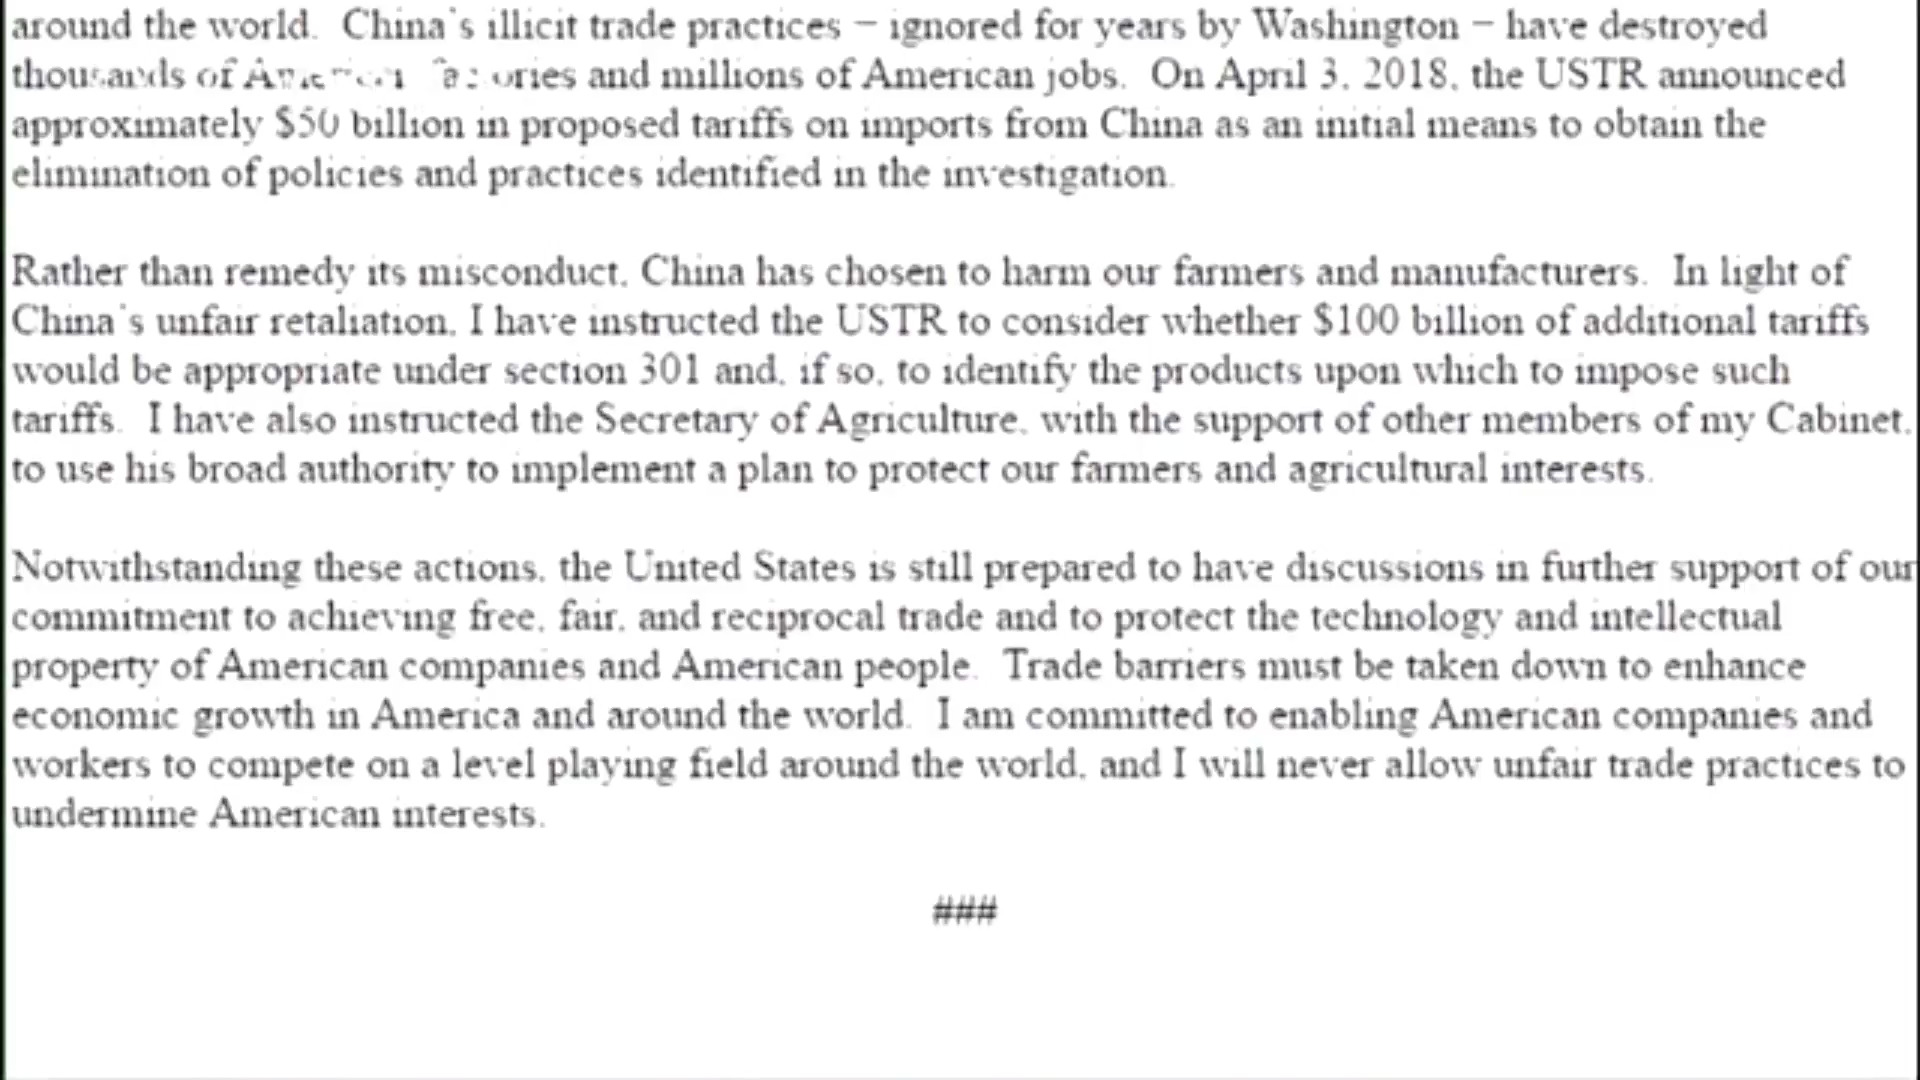 around the world.  China's illicit trade practices – ignored for years by Washington – have destroyed
thousands of American factories and millions of American jobs.  On April 3, 2018, the USTR announced
approximately $50 billion in proposed tariffs on imports from China as an initial means to obtain the
elimination of policies and practices identified in the investigation.
Rather than remedy its misconduct, China has chosen to harm our farmers and manufacturers.  In light of
China's unfair retaliation, I have instructed the USTR to consider whether $100 billion of additional tariffs
would be appropriate under section 301 and, if so, to identify the products upon which to impose such
tariffs.  I have also instructed the Secretary of Agriculture, with the support of other members of my Cabinet,
to use his broad authority to implement a plan to protect our farmers and agricultural interests.
Notwithstanding these actions, the United States is still prepared to have discussions in further support of our
commitment to achieving free, fair, and reciprocal trade and to protect the technology and intellectual
property of American companies and American people.  Trade barriers must be taken down to enhance
economic growth in America and around the world.  I am committed to enabling American companies and
workers to compete on a level playing field around the world, and I will never allow unfair trade practices to
undermine American interests.
###